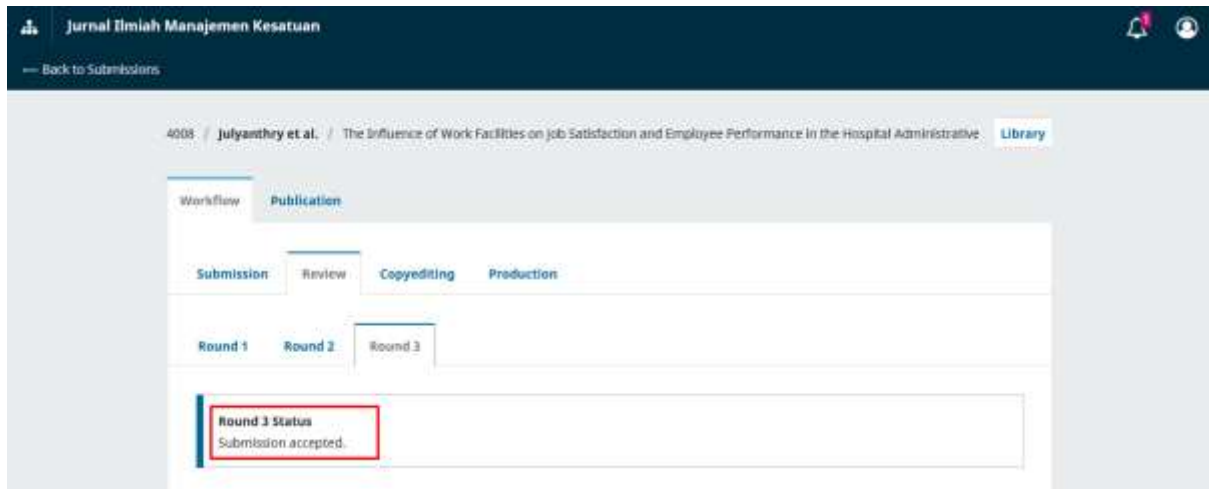 Jurnal Ilmiah Manajemen Kesatuan
1
← Back to Submissions
4008 / Julyanthry et al. / The Influence of Work Facilities on Job Satisfaction and Employee Performance in the Hospital Administrative
Library
Workflow Publication
Submission Review Copyediting Production
Round 1 Round 2 Round 3
Round 3 Status
Submission accepted.